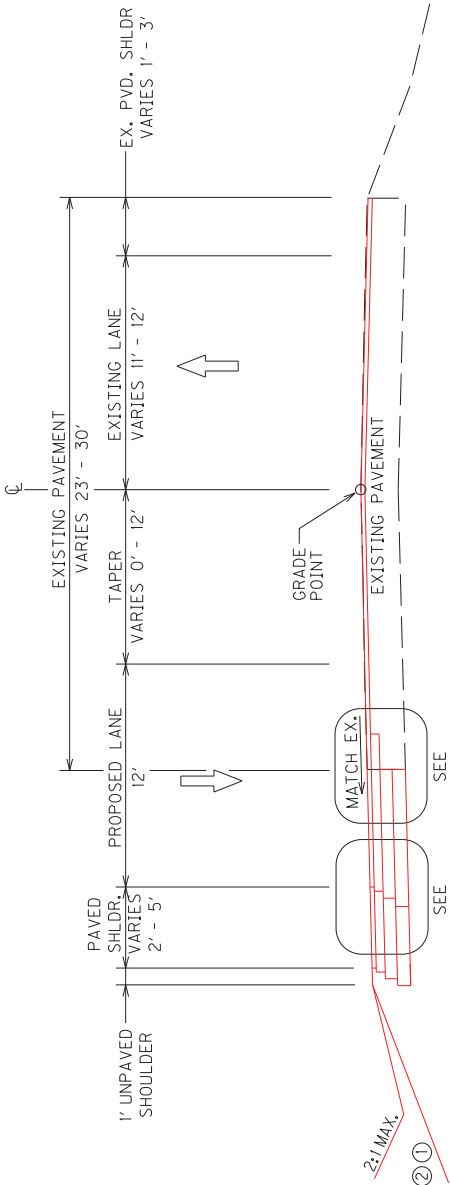 ℄
EXISTING PAVEMENT
VARIES 23' - 30'
1' UNPAVED
SHOULDER
PAVED
SHLDR.
VARIES
2' - 5'
PROPOSED LANE
12'
TAPER
VARIES 0' - 12'
EXISTING LANE
VARIES 11' - 12'
EX. PVD. SHLDR
VARIES 1' - 3'
GRADE
POINT
MATCH EX.
EXISTING PAVEMENT
2:1 MAX.
② ①
SEE
SEE